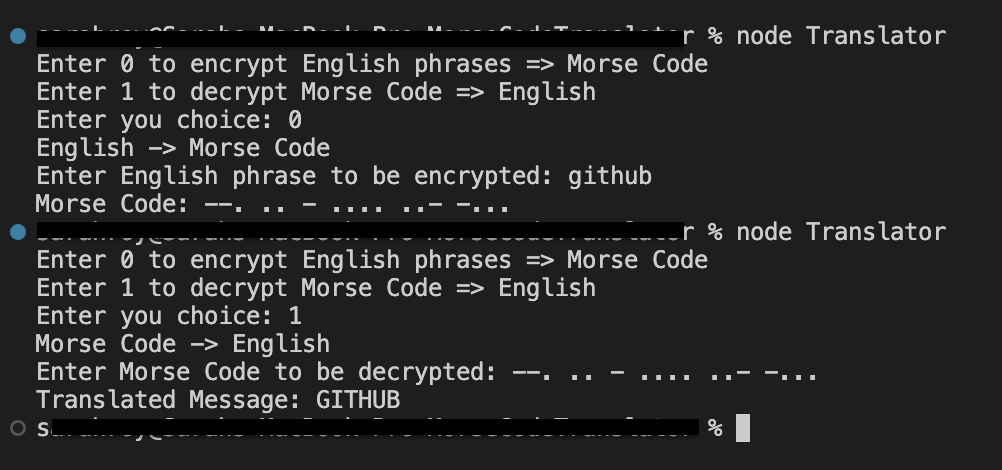 % node Translator
Enter 0 to encrypt English phrases => Morse Code
Enter 1 to decrypt Morse Code => English
Enter you choice: 0
English -> Morse Code
Enter English phrase to be encrypted: github
Morse Code: --. .. - .... ..- -...
% node Translator
Enter 0 to encrypt English phrases => Morse Code
Enter 1 to decrypt Morse Code => English
Enter you choice: 1
Morse Code -> English
Enter Morse Code to be decrypted: --. .. - .... ..- -...
Translated Message: GITHUB
%